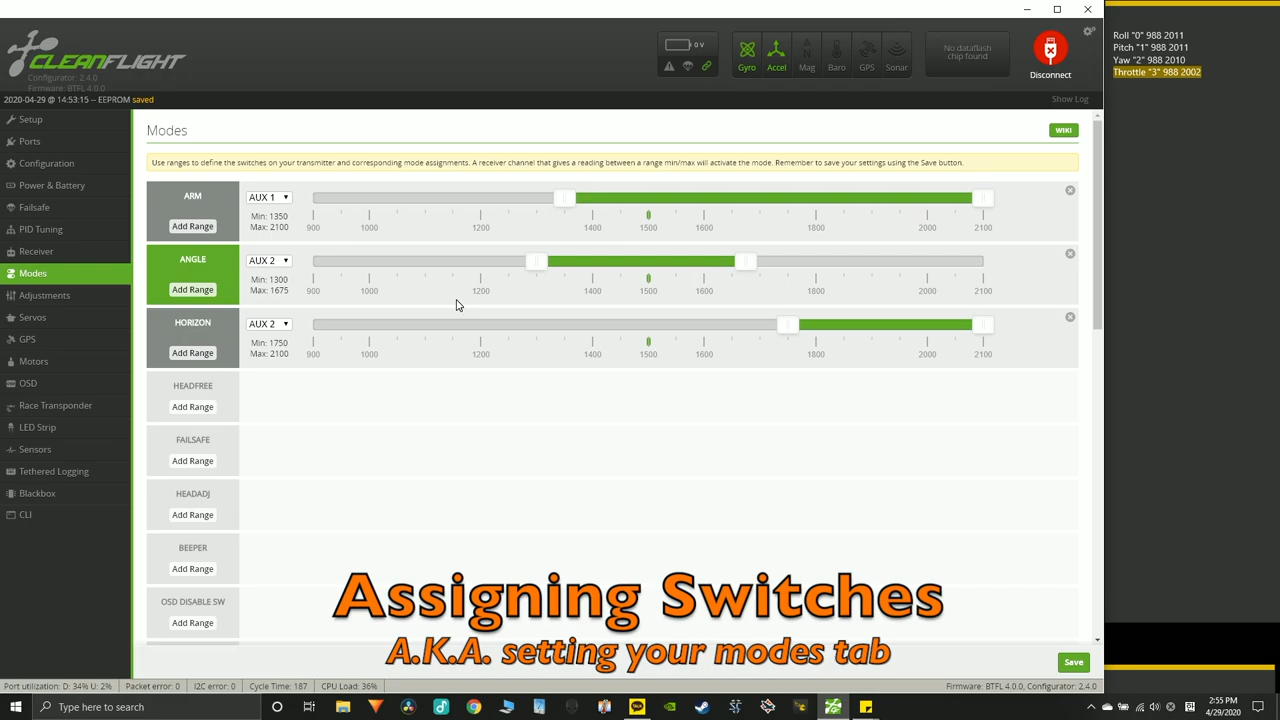 CLEANFLIGHT
Configurator: 2.4.0
Firmware: BTFL 4.0.0
0 V
Gyro
Accel
Mag
Baro
GPS
Sonar
No dataflash
chip found
Disconnect
Roll "0" 988 2011
Pitch "1" 988 2011
Yaw "2" 988 2010
Throttle "3" 988 2002
2020-04-29 @ 14:53:15 -- EEPROM saved
Show Log
Setup
Ports
Configuration
Power & Battery
Failsafe
PID Tuning
Receiver
Modes
Adjustments
Servos
GPS
Motors
OSD
Race Transponder
LED Strip
Sensors
Tethered Logging
Blackbox
CLI
Modes
WIKI
Use ranges to define the switches on your transmitter and corresponding mode assignments. A receiver channel that gives a reading between a range min/max will activate the mode. Remember to save your settings using the Save button.
ARM
Add Range
AUX 1
Min: 1350
Max: 2100
900 1000 1200 1400 1500 1600 1800 2000 2100
ANGLE
Add Range
AUX 2
Min: 1300
Max: 1675
900 1000 1200 1400 1500 1600 1800 2000 2100
HORIZON
Add Range
AUX 2
Min: 1750
Max: 2100
900 1000 1200 1400 1500 1600 1800 2000 2100
HEADFREE
Add Range
FAILSAFE
Add Range
HEADADJ
Add Range
BEEPER
Add Range
OSD DISABLE SW
Add Range
Assigning Switches
A.K.A. setting your modes tab
Save
Port utilization: D: 34% U: 2%
Packet error: 0
I2C error: 0
Cycle Time: 187
CPU Load: 36%
Firmware: BTFL 4.0.0, Configurator: 2.4.0
Type here to search
2:55 PM
4/29/2020